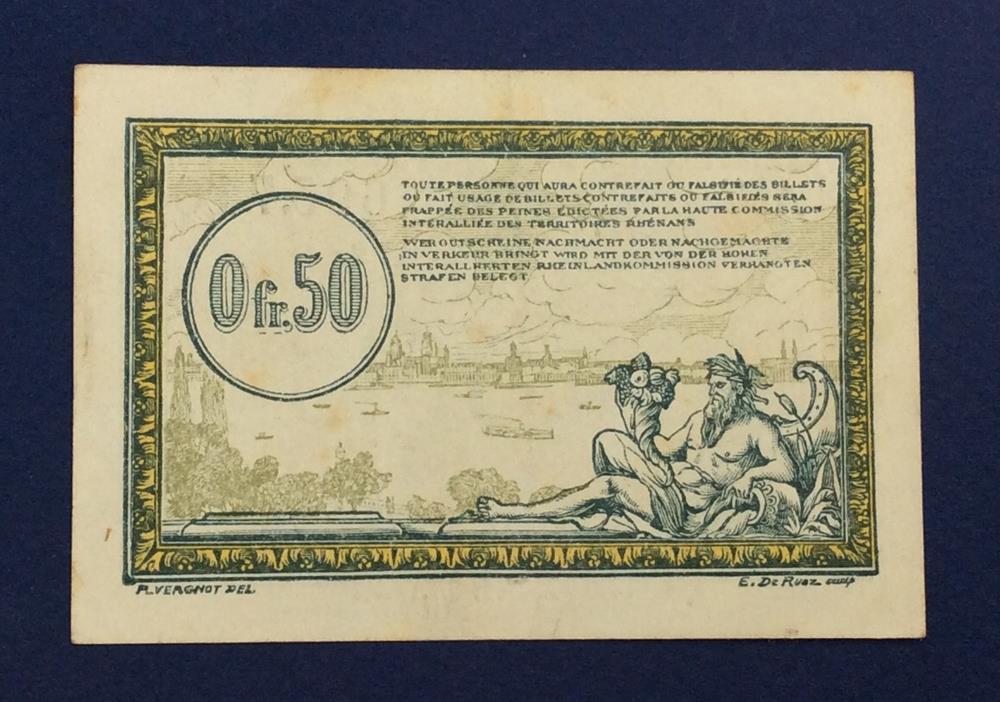 0 fr. 50
TOUTE PERSONNE QUI AURA CONTREFAIT OU FALSIFIÉ DES BILLETS
OU FAIT USAGE DE BILLETS CONTREFAITS OU FALSIFIÉS SERA
FRAPPÉE DES PEINES ÉDICTÉES PAR LA HAUTE COMMISSION
INTERALLIÉE DES TERRITOIRES RHÉNANS
WER GUTSCHEINE NACHMACHT ODER NACHGEMACHTE
IN VERKEHR BRINGT WIRD MIT DER VON DER HOHEN
INTERALLIIERTEN RHEINLANDKOMMISSION VERHANGTEN
STRAFEN BELEGT
R. VERGNOT DEL.
E. De Ruaz sculp